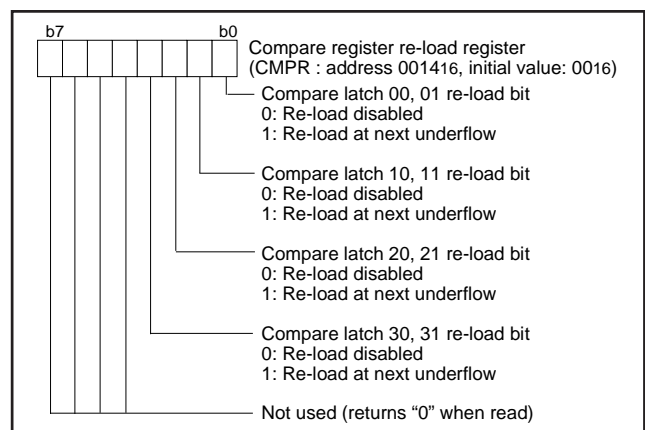 b7 b0
Compare register re-load register
(CMPR : address 001416, initial value: 0016)
Compare latch 00, 01 re-load bit
0: Re-load disabled
1: Re-load at next underflow
Compare latch 10, 11 re-load bit
0: Re-load disabled
1: Re-load at next underflow
Compare latch 20, 21 re-load bit
0: Re-load disabled
1: Re-load at next underflow
Compare latch 30, 31 re-load bit
0: Re-load disabled
1: Re-load at next underflow
Not used (returns “0” when read)